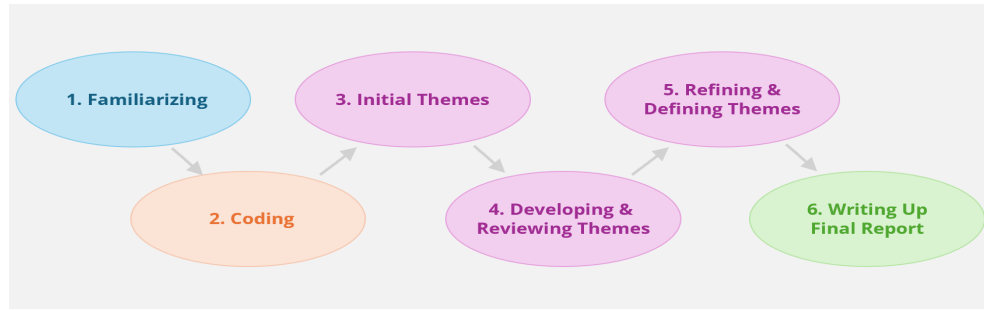 1. Familiarizing
2. Coding
3. Initial Themes
4. Developing &
Reviewing Themes
5. Refining &
Defining Themes
6. Writing Up
Final Report